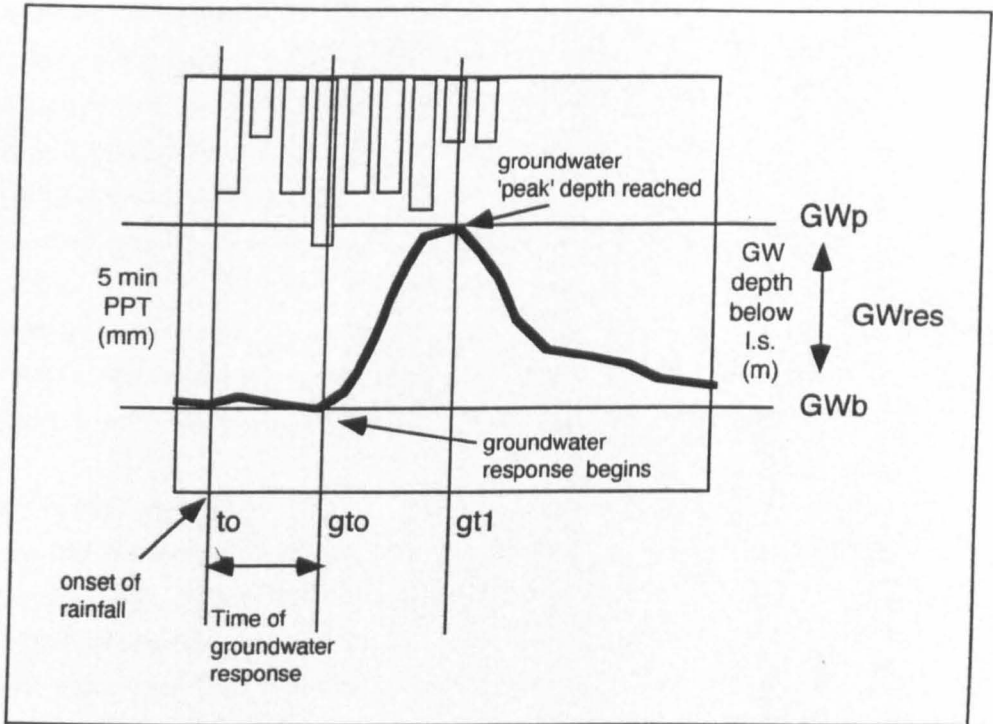 groundwater
'peak' depth reached
GWp
5 min
PPT
(mm)
GW
depth
below
l.s.
(m)
GWres
GWb
groundwater
response begins
to
gto
gt1
onset of
rainfall
Time of
groundwater
response